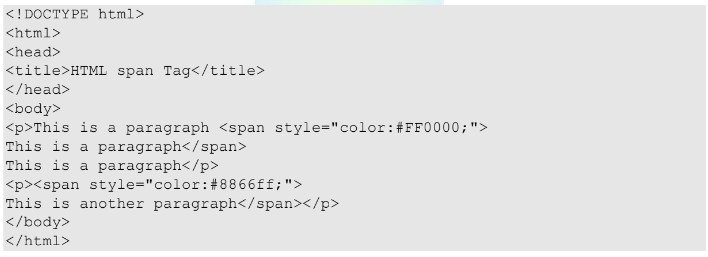 <!DOCTYPE html>
<html>
<head>
<title>HTML span Tag</title>
</head>
<body>
<p>This is a paragraph <span style="color:#FF0000;">
This is a paragraph</span>
This is a paragraph</p>
<p><span style="color:#8866ff;">
This is another paragraph</span></p>
</body>
</html>